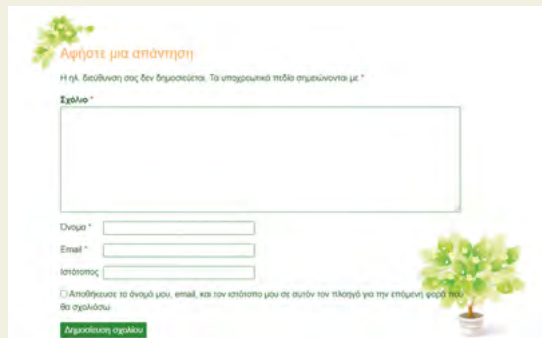 Αφήστε μια απάντηση
Η ηλ. διεύθυνση σας δεν δημοσιεύεται. Τα υποχρεωτικά πεδία σημειώνονται με *
Σχόλιο *
Όνομα *
Email *
Ιστότοπος
Αποθήκευσε το όνομά μου, email, και τον ιστότοπο μου σε αυτόν τον πλοηγό για την επόμενη φορά που
θα σχολιάσω.
Δημοσίευση σχολίου